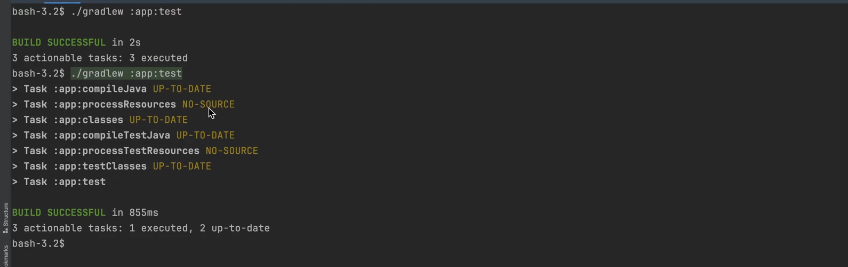 bash-3.2$ ./gradlew :app:test
BUILD SUCCESSFUL in 2s
3 actionable tasks: 3 executed
bash-3.2$ ./gradlew :app:test
> Task :app:compileJava UP-TO-DATE
> Task :app:processResources NO-SOURCE
> Task :app:classes UP-TO-DATE
> Task :app:compileTestJava UP-TO-DATE
> Task :app:processTestResources NO-SOURCE
> Task :app:testClasses UP-TO-DATE
> Task :app:test
BUILD SUCCESSFUL in 855ms
3 actionable tasks: 1 executed, 2 up-to-date
bash-3.2$
Structure
okmarks